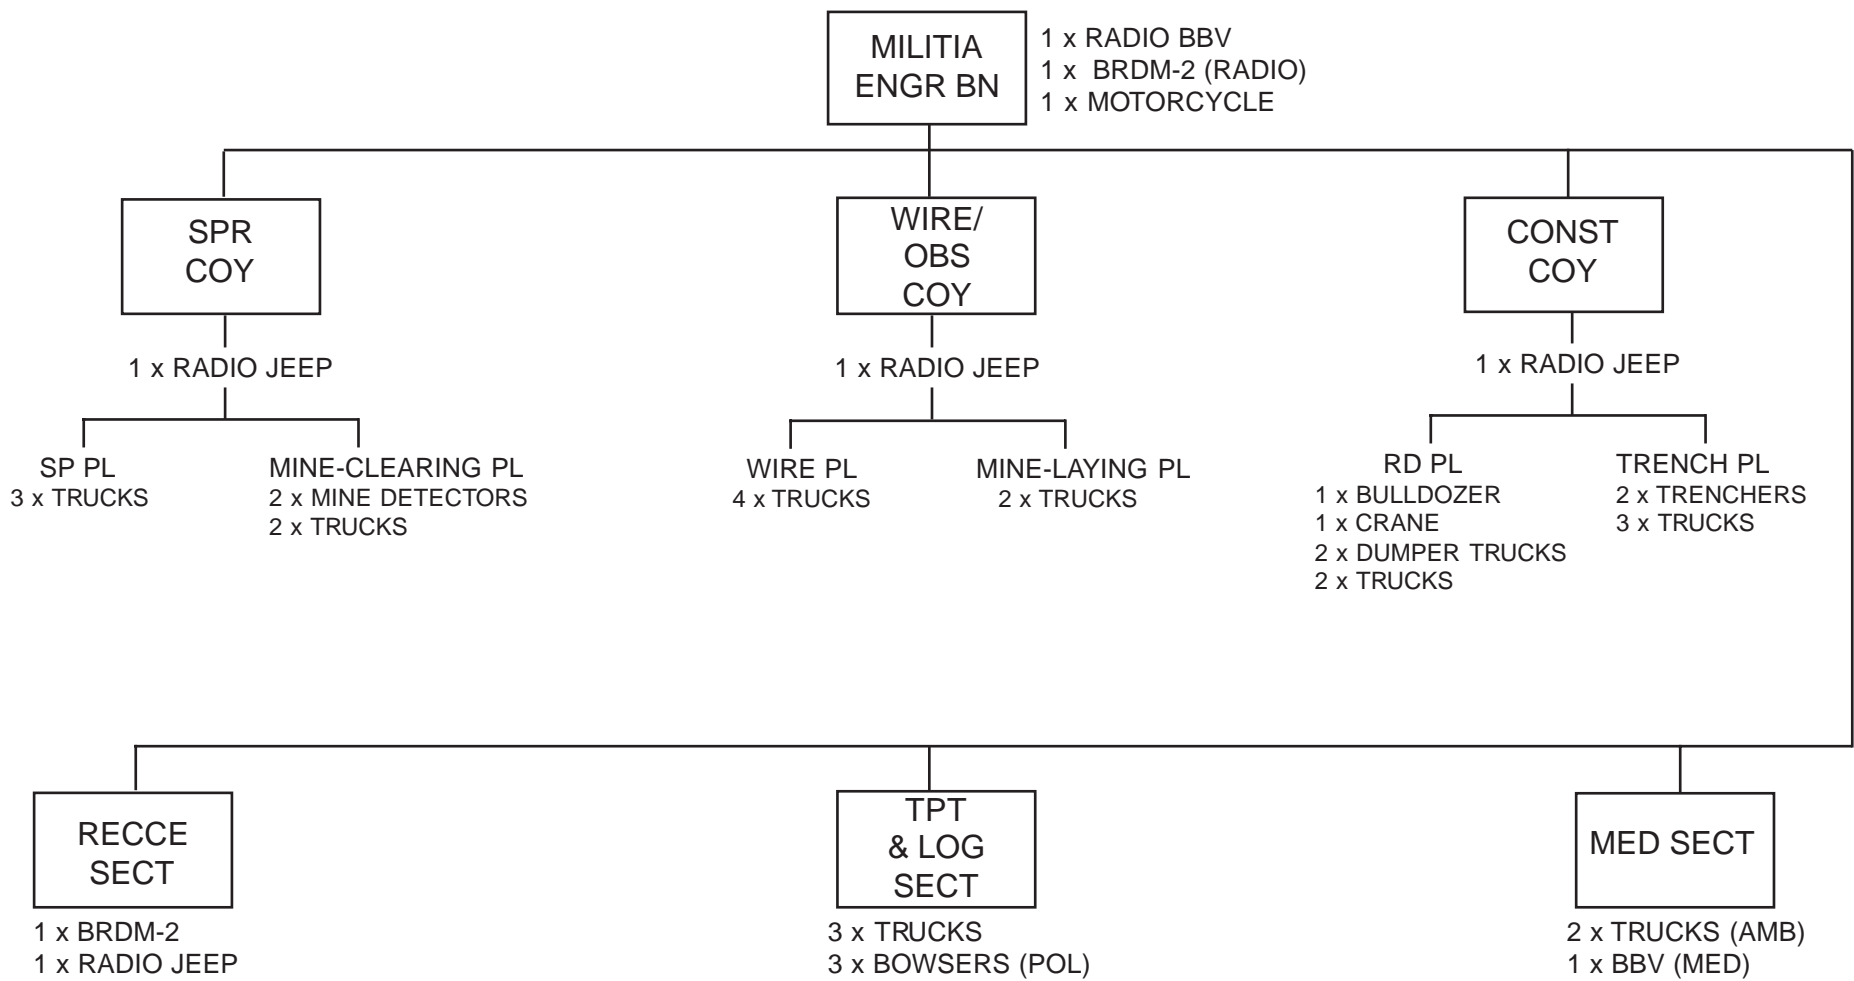 MILITIA
ENGR BN
1 x RADIO BBV
1 x BRDM-2 (RADIO)
1 x MOTORCYCLE
SPR
COY
1 x RADIO JEEP
SP PL
3 x TRUCKS
MINE-CLEARING PL
2 x MINE DETECTORS
2 x TRUCKS
WIRE/
OBS
COY
1 x RADIO JEEP
WIRE PL
4 x TRUCKS
MINE-LAYING PL
2 x TRUCKS
CONST
COY
1 x RADIO JEEP
RD PL
1 x BULLDOZER
1 x CRANE
2 x DUMPER TRUCKS
2 x TRUCKS
TRENCH PL
2 x TRENCHERS
3 x TRUCKS
RECCE
SECT
1 x BRDM-2
1 x RADIO JEEP
TPT
& LOG
SECT
3 x TRUCKS
3 x BOWSERS (POL)
MED SECT
2 x TRUCKS (AMB)
1 x BBV (MED)